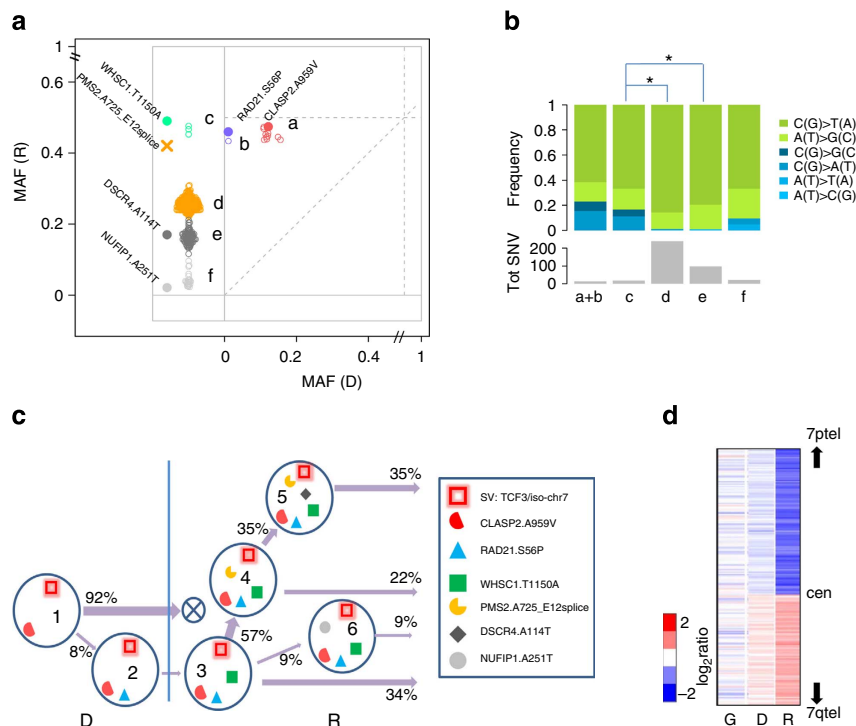 a
1
0.8
0.6
0.4
0.2
0
MAF (R)
WHSC1.T1150A
PMS2.A725_E12splice
DSCR4.A114T
NUFIP1.A251T
RAD21.S56P
CLASP2.A959V
c
b
a
d
e
f
0
0.2
0.4
1
MAF (D)
b
*
*
1
0.8
0.6
0.4
0.2
0
Frequency
C(G)>T(A)
A(T)>G(C)
C(G)>G(C
C(G)>A(T)
A(T)>T(A)
A(T)>C(G)
200
100
0
Tot SNV
a+b
c
d
e
f
c
1
92%
8%
2
3
4
57%
35%
5
35%
22%
6
9%
9%
34%
D
R
SV: TCF3/iso-chr7
CLASP2.A959V
RAD21.S56P
WHSC1.T1150A
PMS2.A725_E12splice
DSCR4.A114T
NUFIP1.A251T
d
7ptel
cen
7qtel
2
−2
log2ratio
G D R